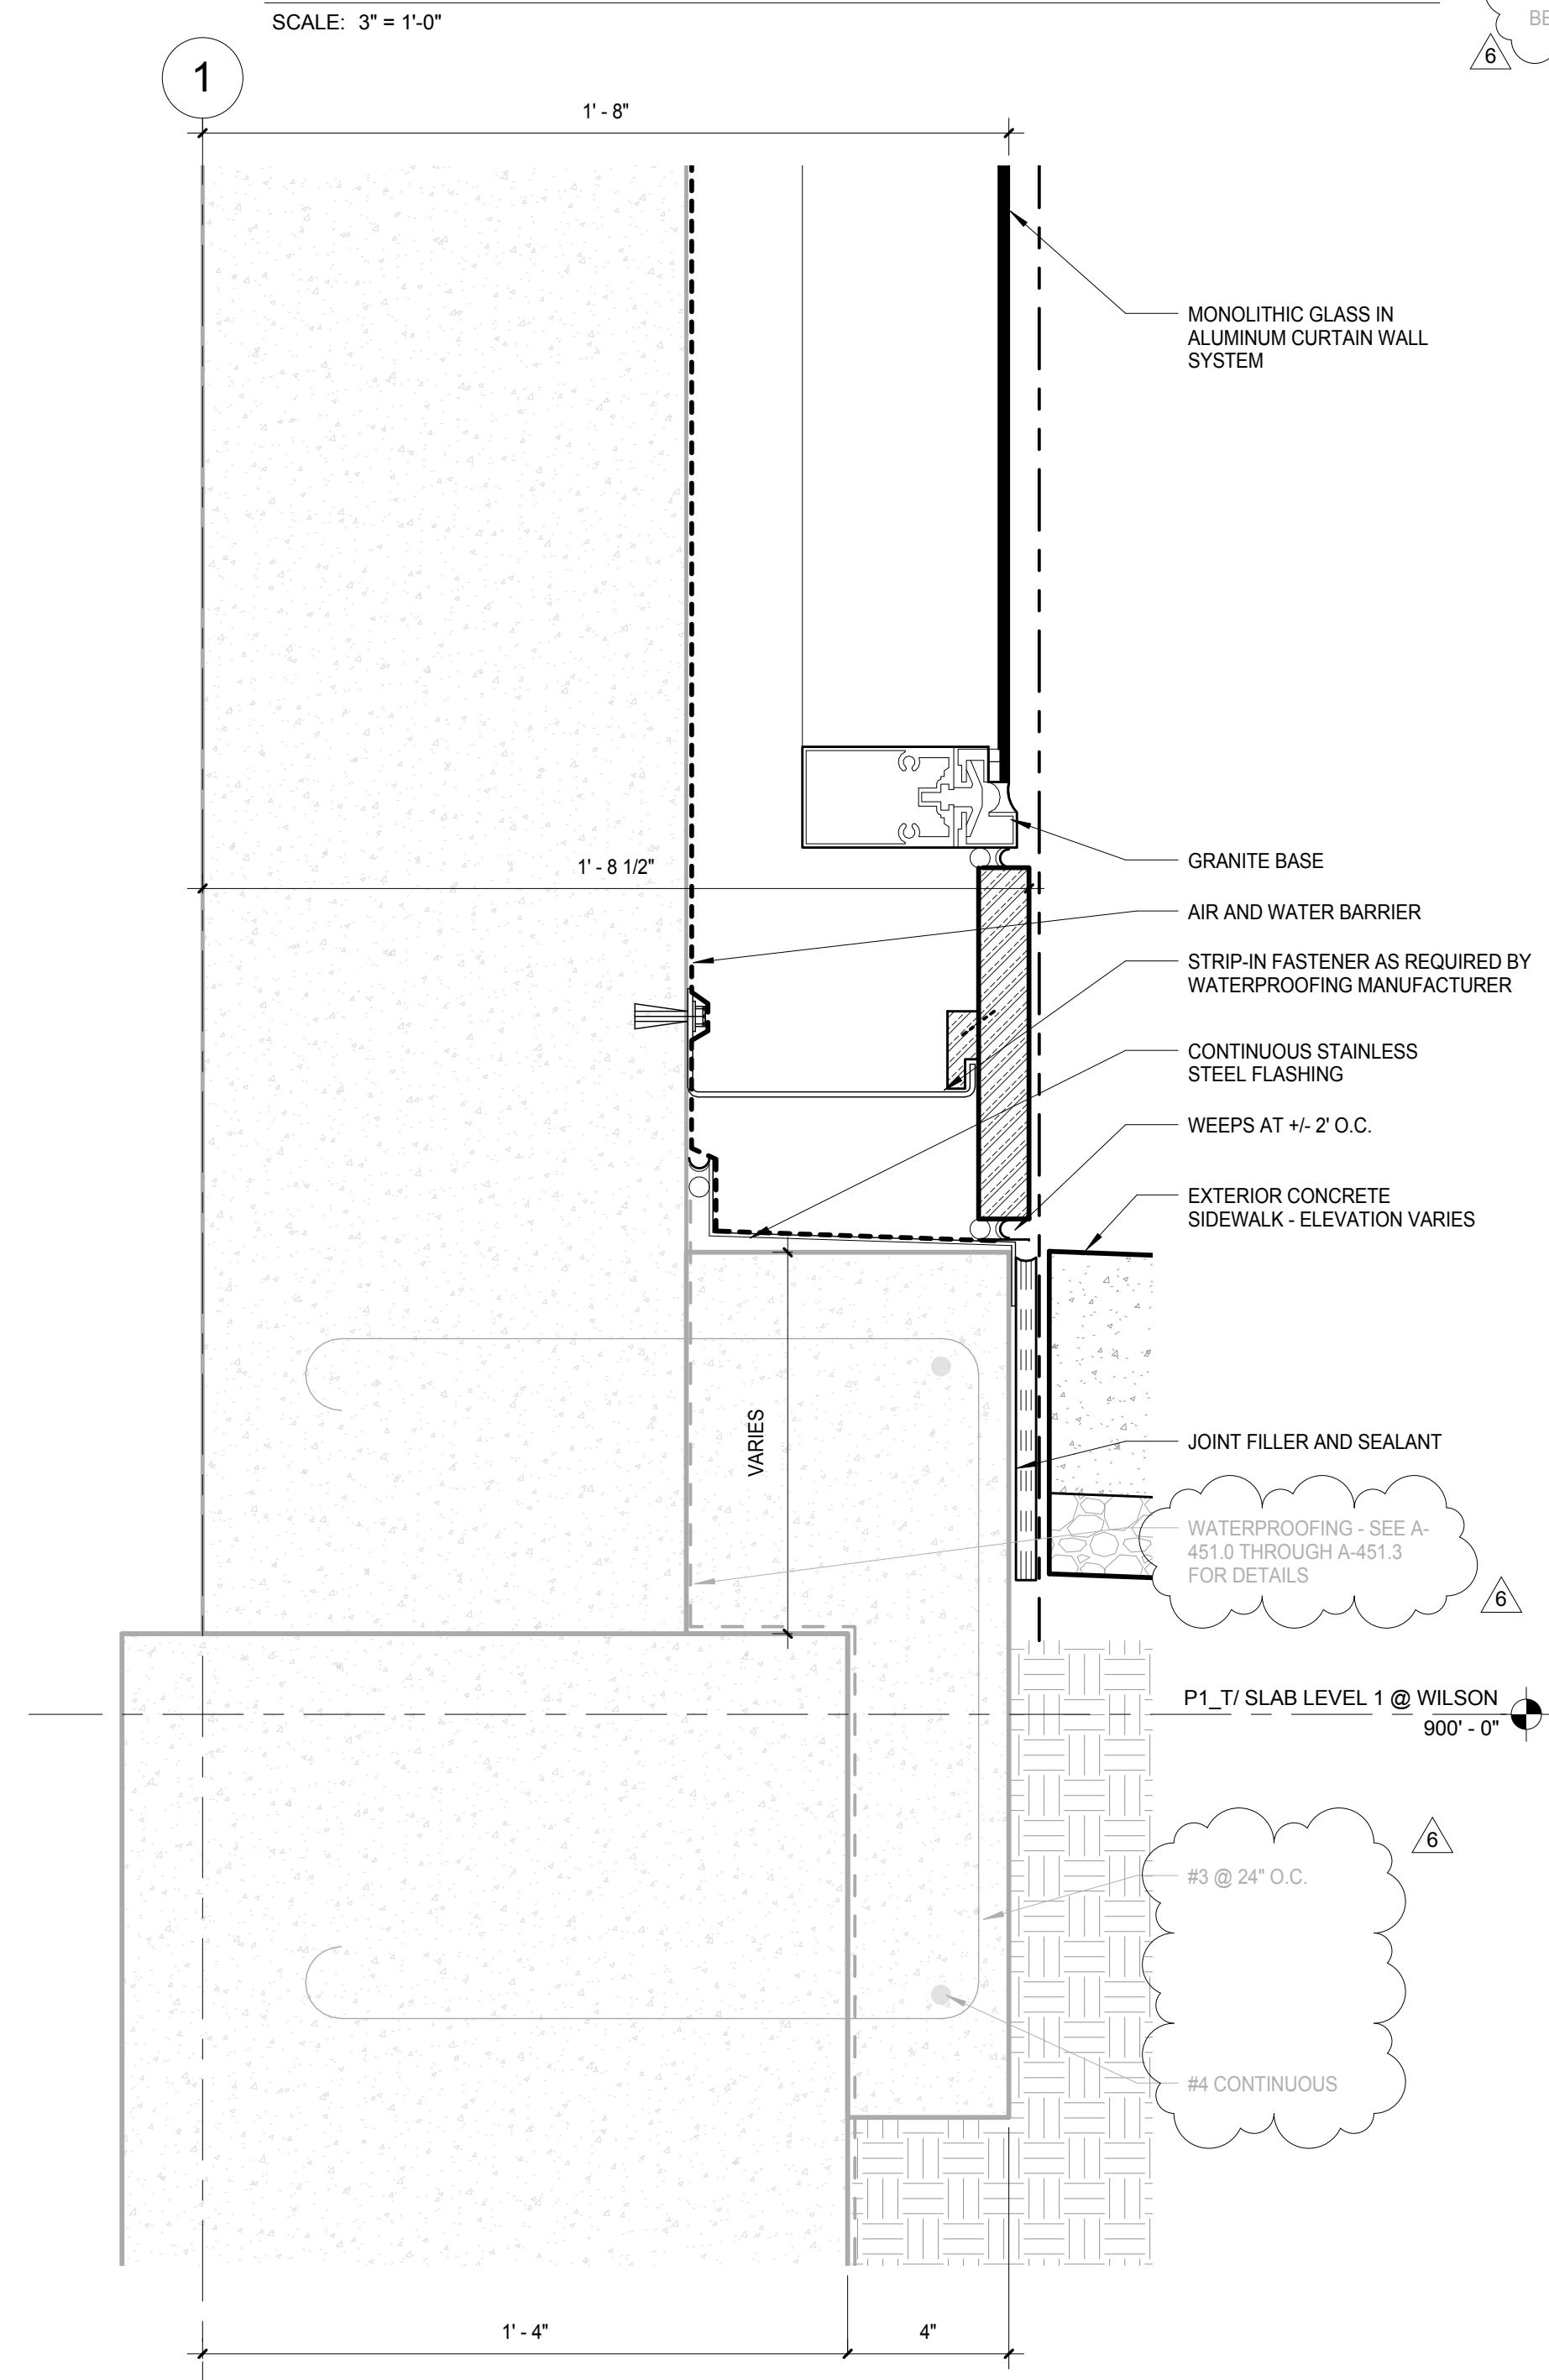 SCALE: 3" = 1'-0"
6
1
1' - 8"
MONOLITHIC GLASS IN
ALUMINUM CURTAIN WALL
SYSTEM
GRANITE BASE
1' - 8 1/2"
AIR AND WATER BARRIER
STRIP-IN FASTENER AS REQUIRED BY
WATERPROOFING MANUFACTURER
CONTINUOUS STAINLESS
STEEL FLASHING
WEEPS AT +/- 2' O.C.
EXTERIOR CONCRETE
SIDEWALK - ELEVATION VARIES
VARIES
JOINT FILLER AND SEALANT
WATERPROOFING - SEE A-
451.0 THROUGH A-451.3
FOR DETAILS
6
P1_T/ SLAB LEVEL 1 @ WILSON
900' - 0"
6
#3 @ 24" O.C.
#4 CONTINUOUS
1' - 4"
4"